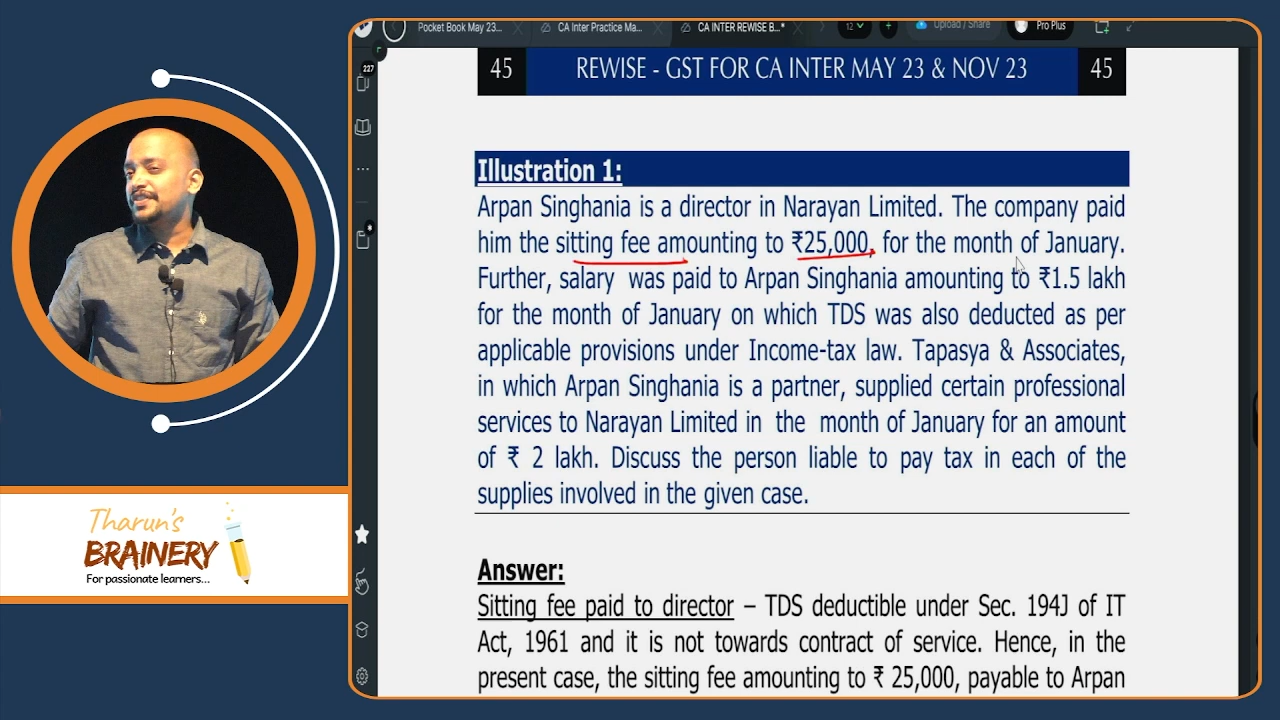 Pocket Book May 23...
CA Inter Practice Ma...
CA INTER REWISE B...*
12
Upload / Share
Pro Plus
227
45
REWISE - GST FOR CA INTER MAY 23 & NOV 23
45
Illustration 1:
Arpan Singhania is a director in Narayan Limited. The company paid
him the sitting fee amounting to ₹25,000, for the month of January.
Further, salary was paid to Arpan Singhania amounting to ₹1.5 lakh
for the month of January on which TDS was also deducted as per
applicable provisions under Income-tax law. Tapasya & Associates,
in which Arpan Singhania is a partner, supplied certain professional
services to Narayan Limited in the month of January for an amount
of ₹ 2 lakh. Discuss the person liable to pay tax in each of the
supplies involved in the given case.
Answer:
Sitting fee paid to director – TDS deductible under Sec. 194J of IT
Act, 1961 and it is not towards contract of service. Hence, in the
present case, the sitting fee amounting to ₹ 25,000, payable to Arpan
Tharun's
BRAINERY
For passionate learners...